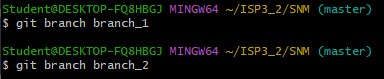 Student@DESKTOP-FQ8HBGJ MINGW64 ~/ISP3_2/SNM (master)
$ git branch branch_1
Student@DESKTOP-FQ8HBGJ MINGW64 ~/ISP3_2/SNM (master)
$ git branch branch_2